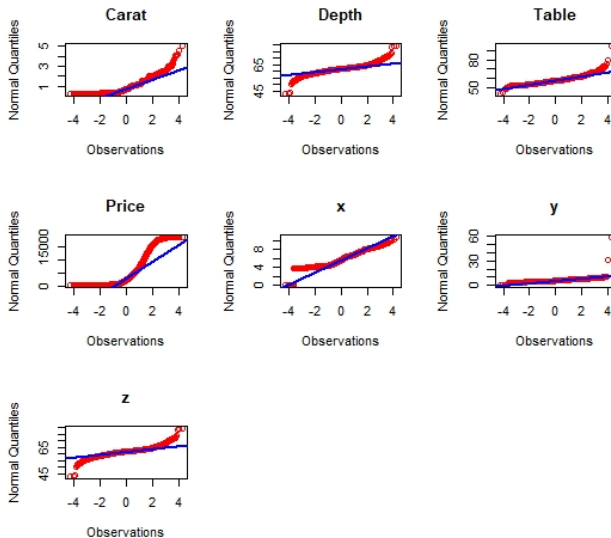 Carat
Normal Quantiles
5
3
1
-4 -2 0 2 4
Observations
Depth
Normal Quantiles
65
45
-4 -2 0 2 4
Observations
Table
Normal Quantiles
80
50
-4 -2 0 2 4
Observations
Price
Normal Quantiles
15000
0
-4 -2 0 2 4
Observations
x
Normal Quantiles
8
4
0
-4 -2 0 2 4
Observations
y
Normal Quantiles
60
30
0
-4 -2 0 2 4
Observations
z
Normal Quantiles
65
45
-4 -2 0 2 4
Observations